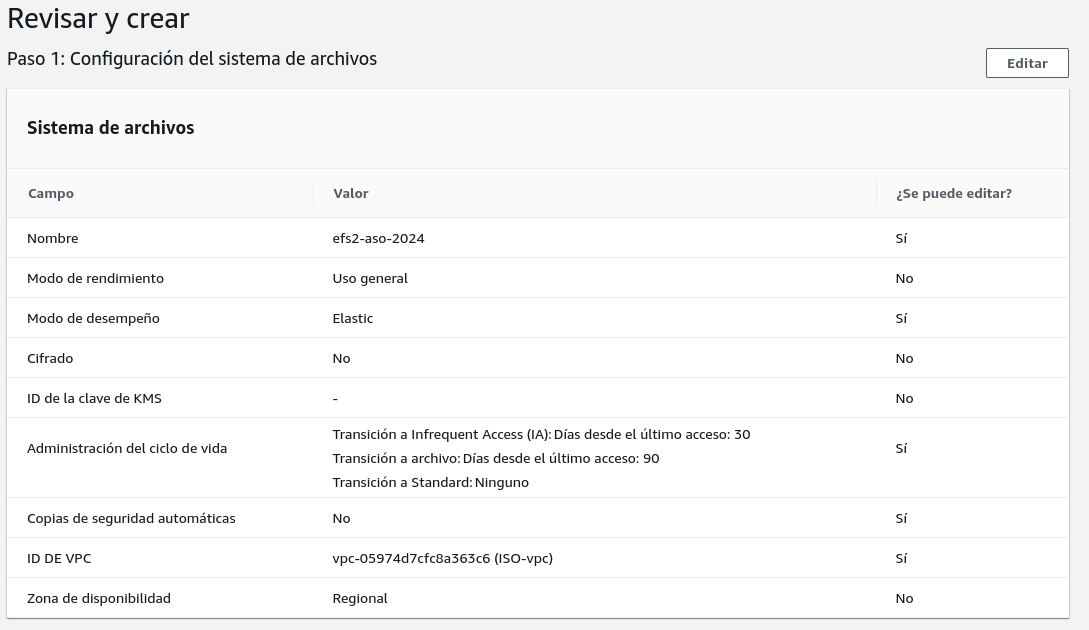 Revisar y crear
Paso 1: Configuración del sistema de archivos
Editar
Sistema de archivos
Campo Valor ¿Se puede editar?
Nombre efs2-aso-2024 Sí
Modo de rendimiento Uso general No
Modo de desempeño Elastic Sí
Cifrado No No
ID de la clave de KMS - No
Administración del ciclo de vida Transición a Infrequent Access (IA): Días desde el último acceso: 30 Sí
Transición a archivo: Días desde el último acceso: 90
Transición a Standard: Ninguno
Copias de seguridad automáticas No Sí
ID DE VPC vpc-05974d7cfc8a363c6 (ISO-vpc) Sí
Zona de disponibilidad Regional No